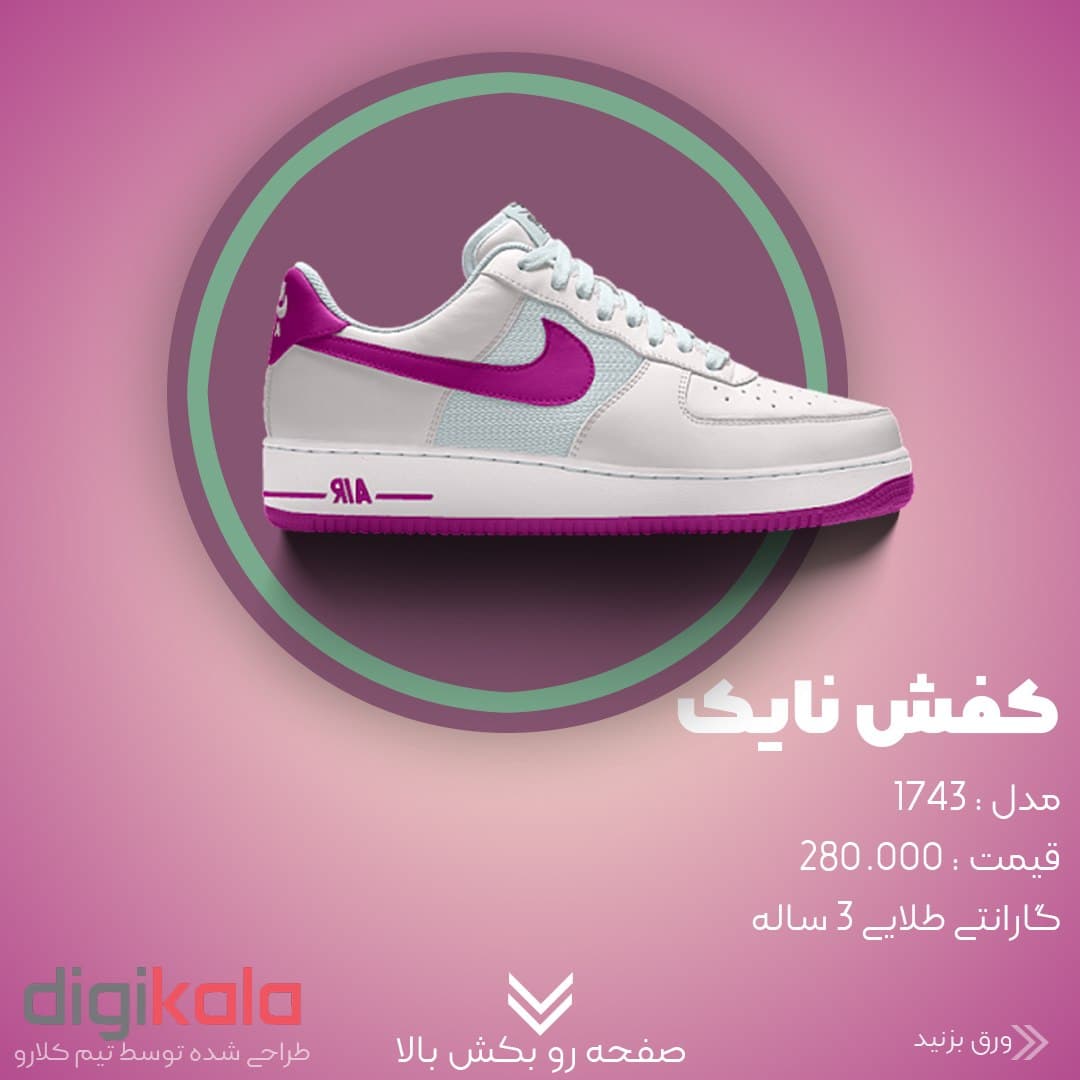 AIR
کفش نایک
مدل : 1743
قیمت : 280.000
گارانتی طلایی 3 ساله
digikala
طراحی شده توسط تیم کلارو
صفحه رو بکش بالا
ورق بزنید